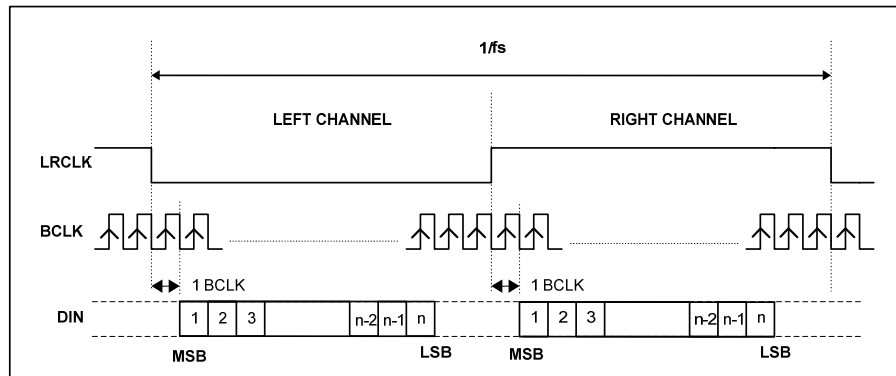 1/fs
LEFT CHANNEL
RIGHT CHANNEL
LRCLK
BCLK
1 BCLK
1 BCLK
DIN
1 2 3 n-2 n-1 n
1 2 3 n-2 n-1 n
MSB
LSB
MSB
LSB